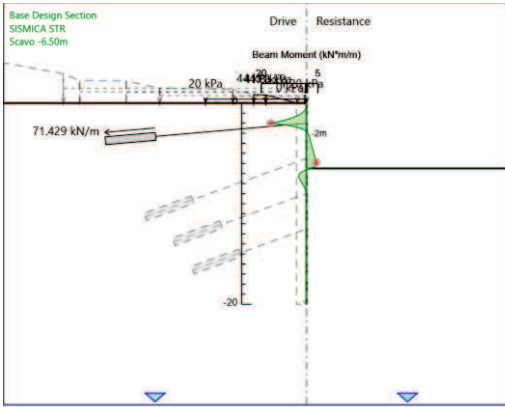 Base Design Section
SISMICA STR
Scavo -6.50m
Drive
Resistance
Beam Moment (kN*m/m)
20
5
20 kPa
71.429 kN/m
-2m
-20